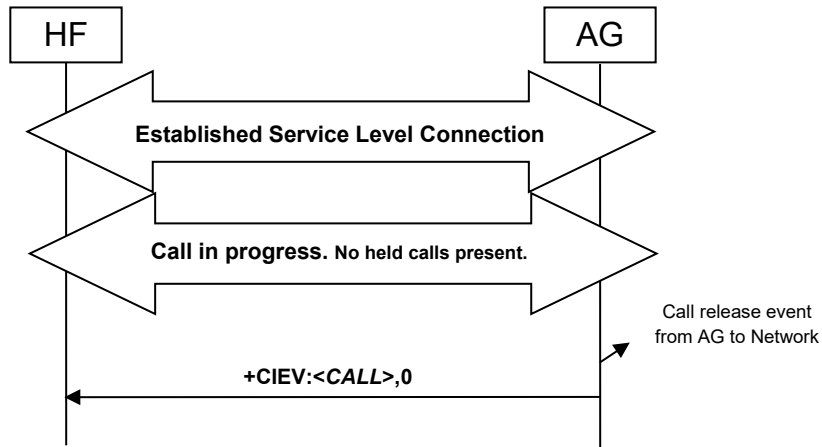 HF
AG
Established Service Level Connection
Call in progress. No held calls present.
Call release event
from AG to Network
+CIEV:<CALL>,0